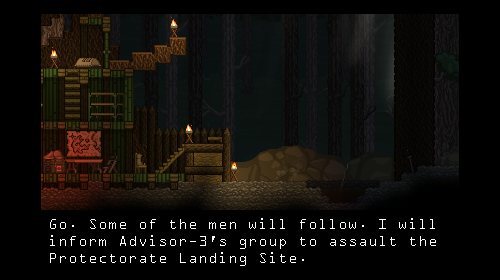 Go. Some of the men will follow. I will
inform Advisor-3's group to assault the
Protectorate Landing Site.